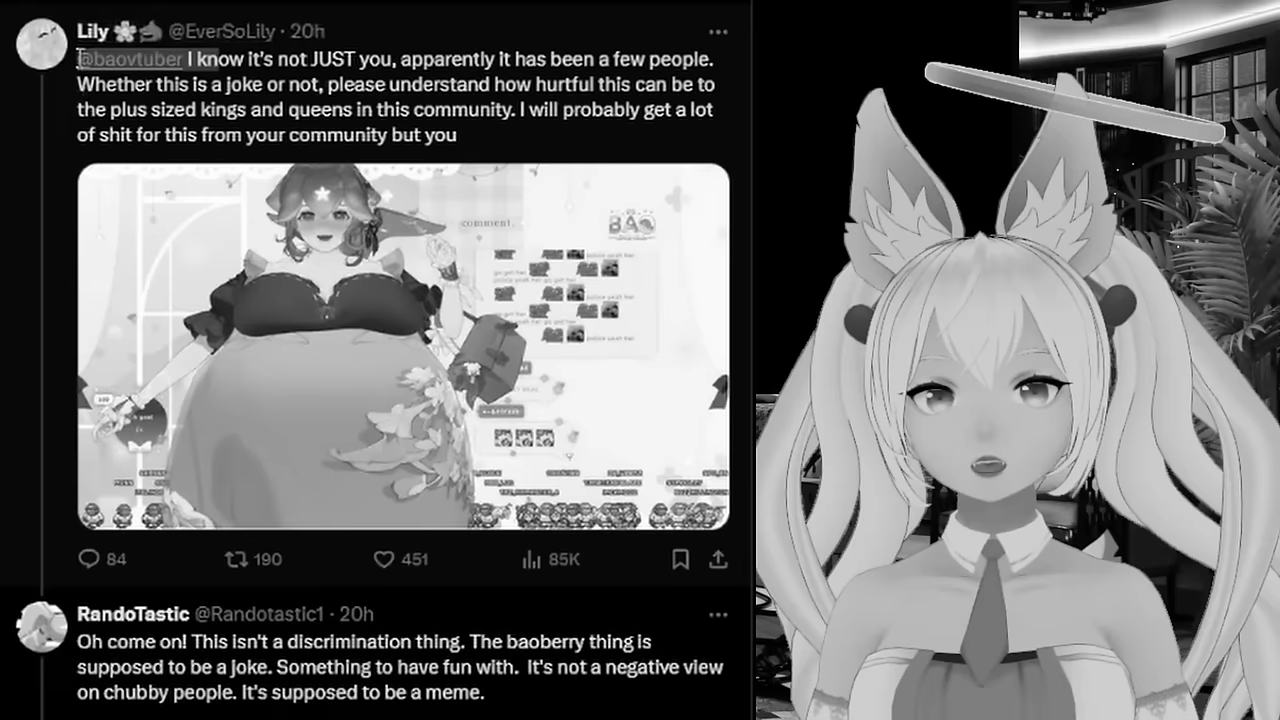 Lily @EverSoLily · 20h
@baovtuber I know it's not JUST you, apparently it has been a few people.
Whether this is a joke or not, please understand how hurtful this can be to
the plus sized kings and queens in this community. I will probably get a lot
of shit for this from your community but you
comment.
BAO
84 190 451 85K
RandoTastic @Randotastic1 · 20h
Oh come on! This isn't a discrimination thing. The baoberry thing is
supposed to be a joke. Something to have fun with. It's not a negative view
on chubby people. It's supposed to be a meme.